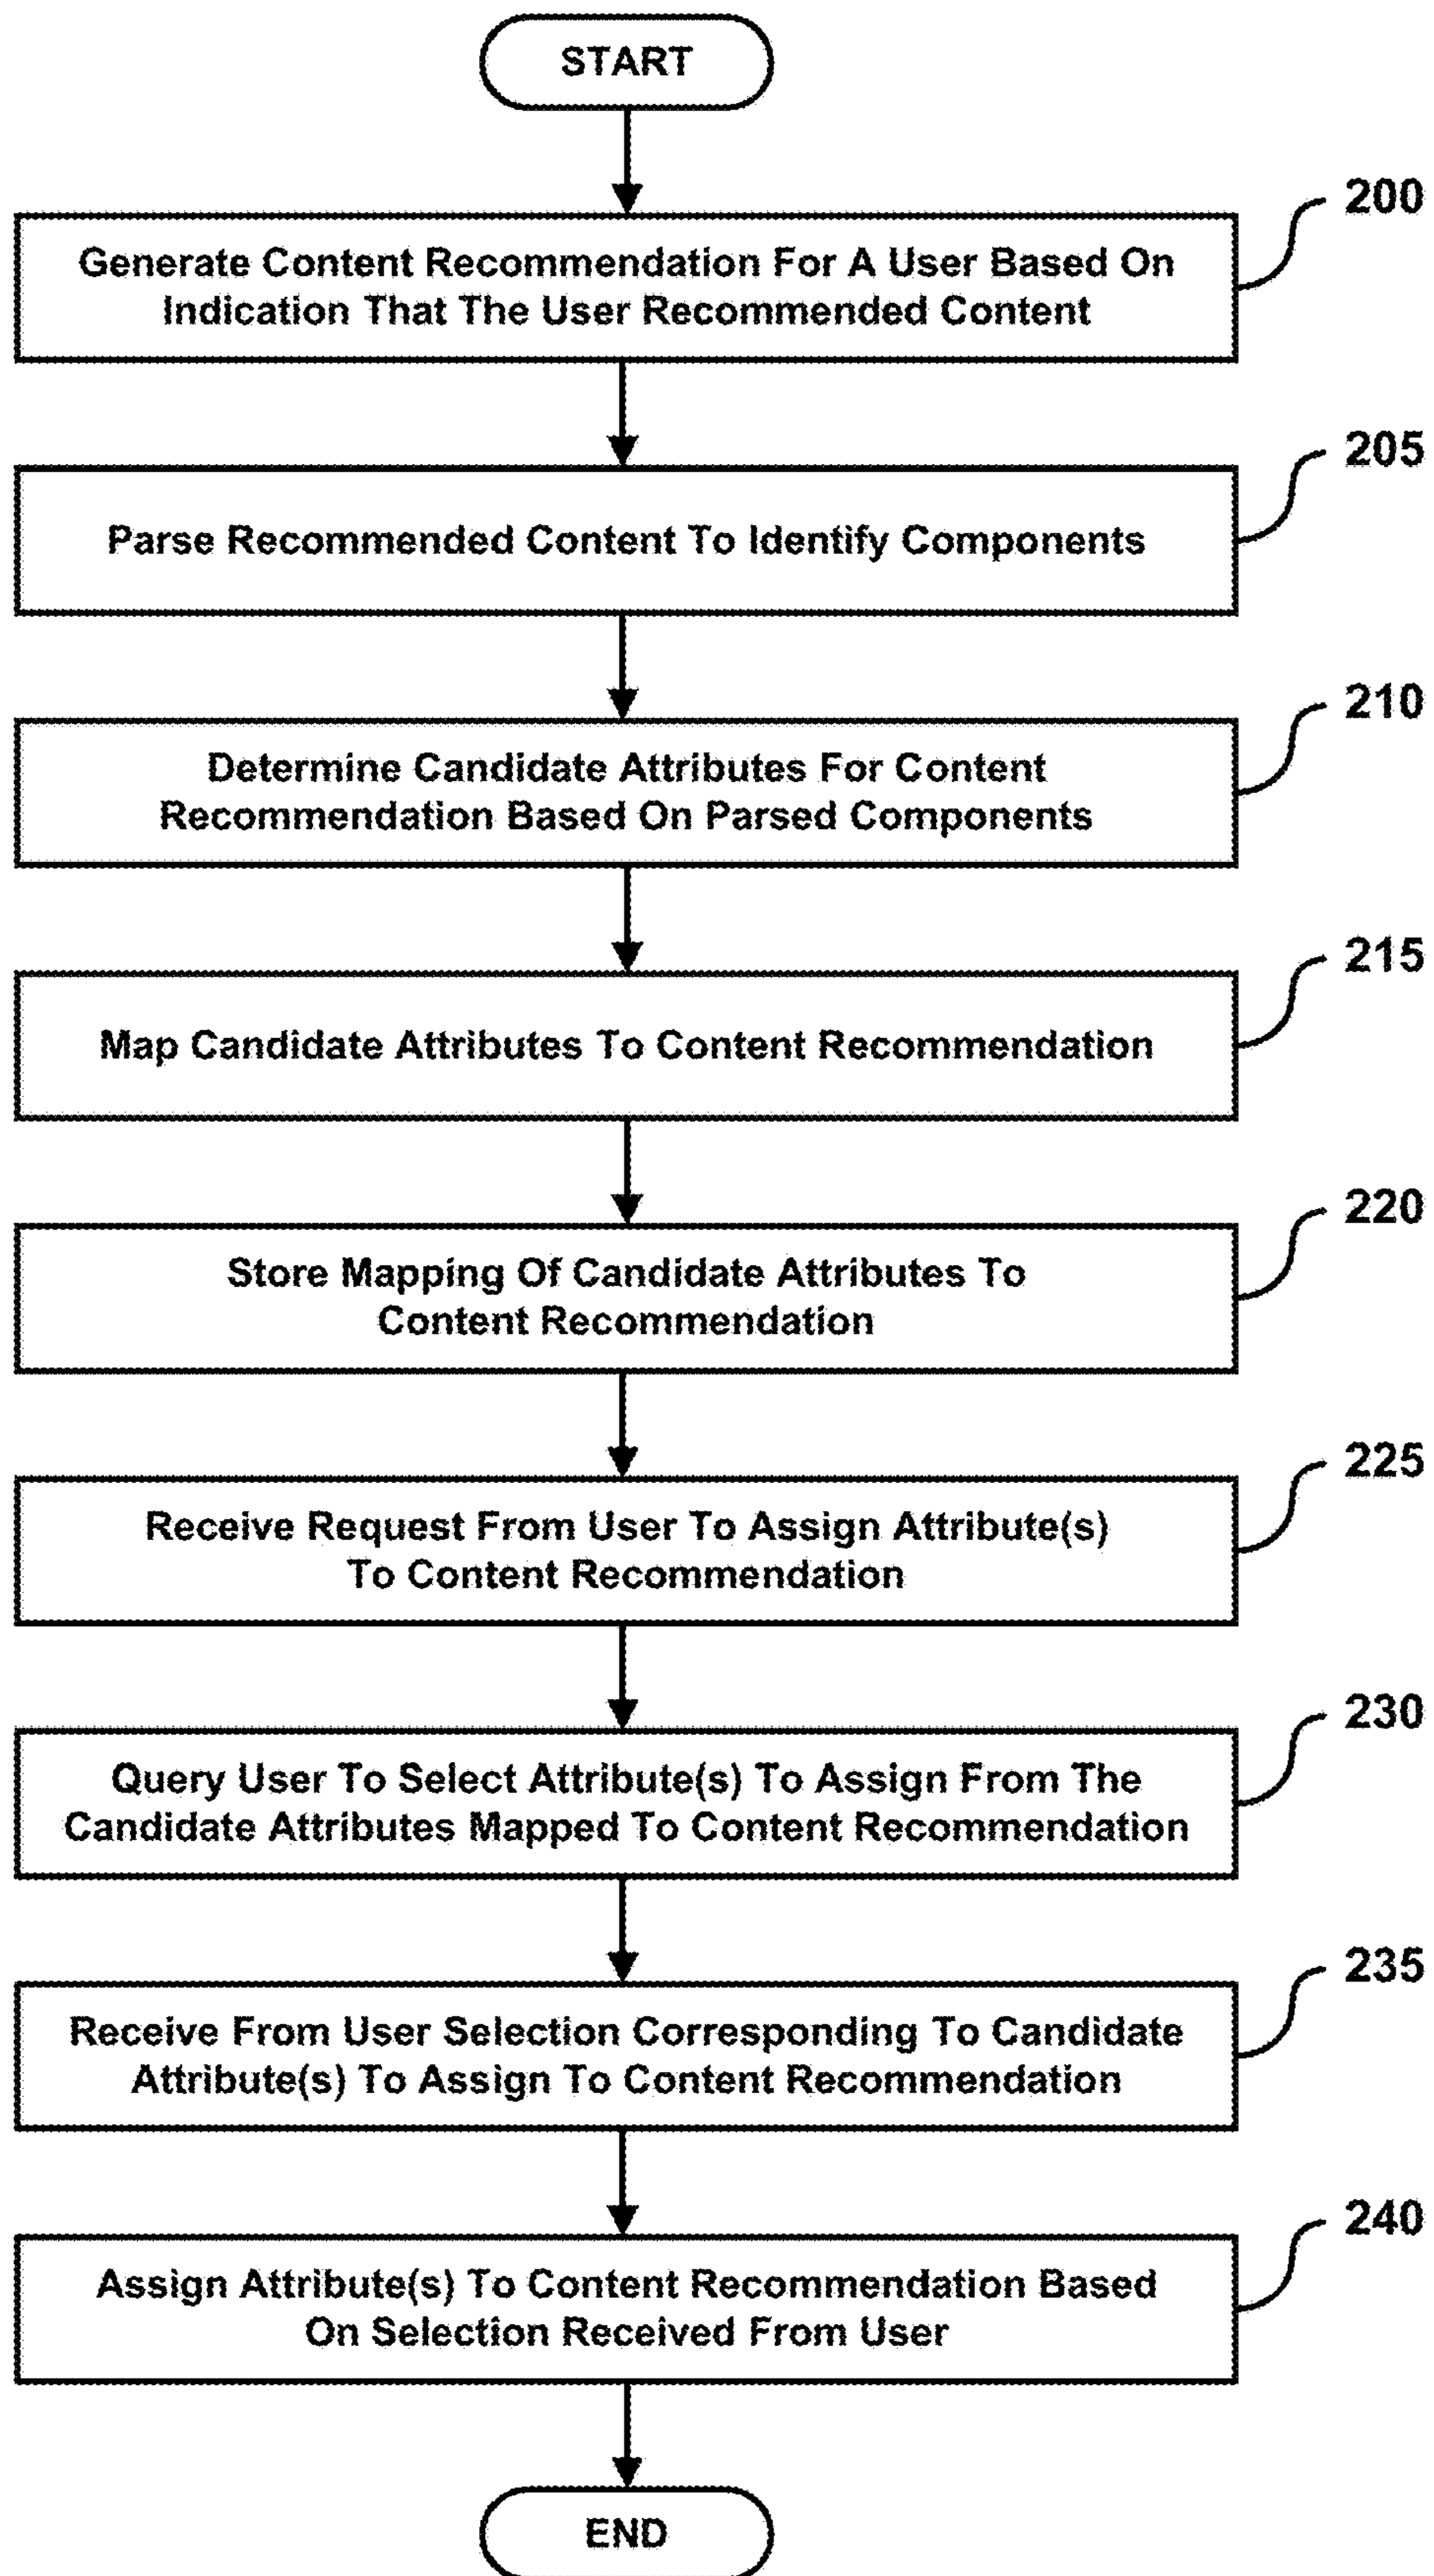 START
200
Generate Content Recommendation For A User Based On
Indication That The User Recommended Content
205
Parse Recommended Content To Identify Components
210
Determine Candidate Attributes For Content
Recommendation Based On Parsed Components
215
Map Candidate Attributes To Content Recommendation
220
Store Mapping Of Candidate Attributes To
Content Recommendation
225
Receive Request From User To Assign Attribute(s)
To Content Recommendation
230
Query User To Select Attribute(s) To Assign From The
Candidate Attributes Mapped To Content Recommendation
235
Receive From User Selection Corresponding To Candidate
Attribute(s) To Assign To Content Recommendation
240
Assign Attribute(s) To Content Recommendation Based
On Selection Received From User
END